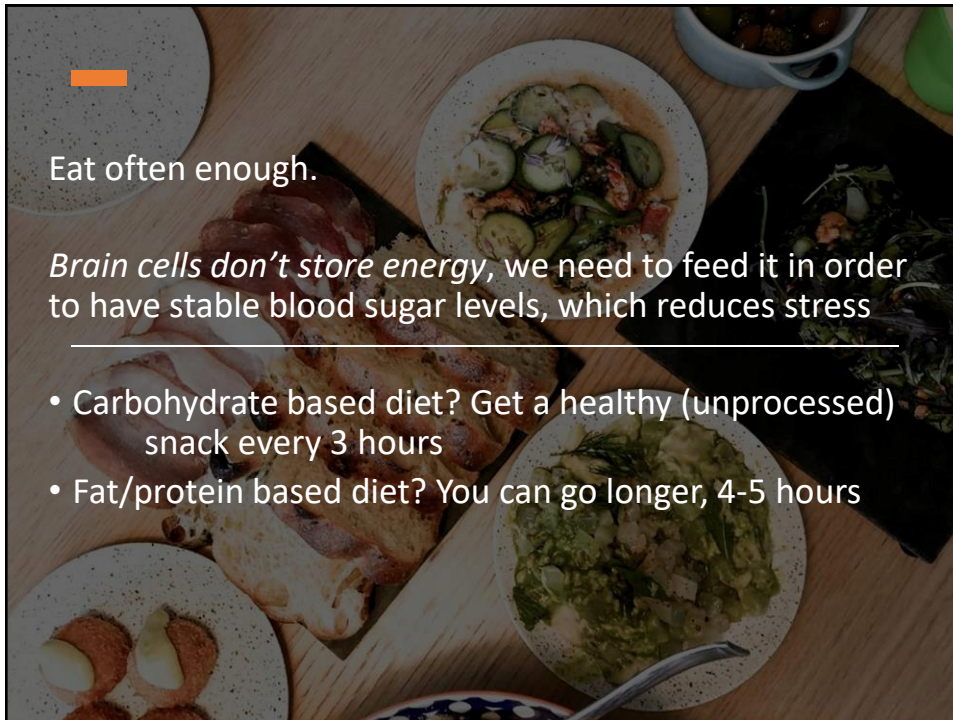 Eat often enough.
Brain cells don't store energy, we need to feed it in order
to have stable blood sugar levels, which reduces stress
• Carbohydrate based diet? Get a healthy (unprocessed)
snack every 3 hours
• Fat/protein based diet? You can go longer, 4-5 hours